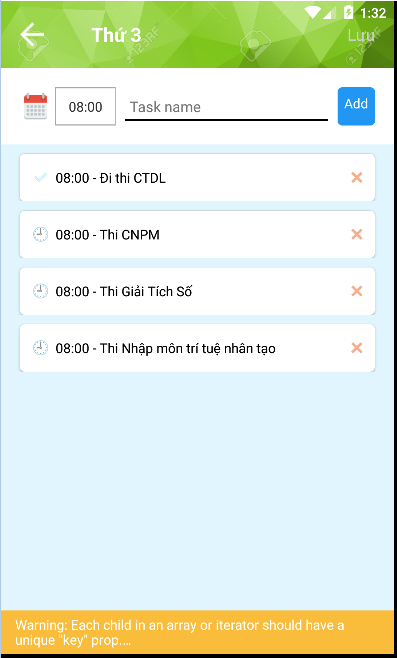 1:32
Thứ 3
Lưu
08:00
Task name
Add
08:00 - Đi thi CTDL
08:00 - Thi CNPM
08:00 - Thi Giải Tích Số
08:00 - Thi Nhập môn trí tuệ nhân tạo
Warning: Each child in an array or iterator should have a
unique "key" prop....